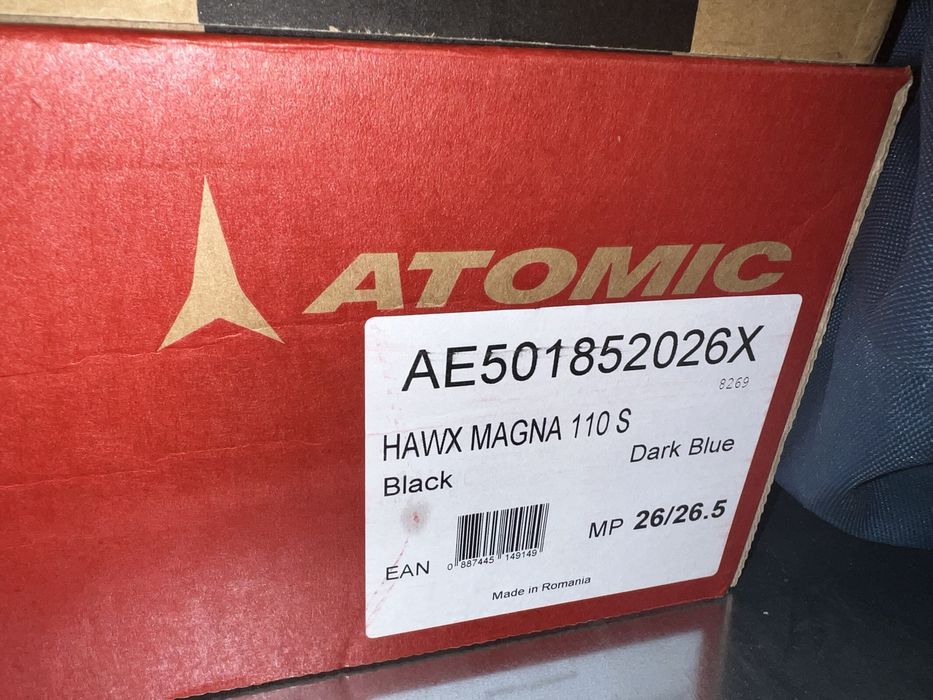 ATOMIC
AE501852026X
8269
HAWX MAGNA 110 S
Black Dark Blue
EAN 0 887445 149149 MP 26/26.5
Made in Romania